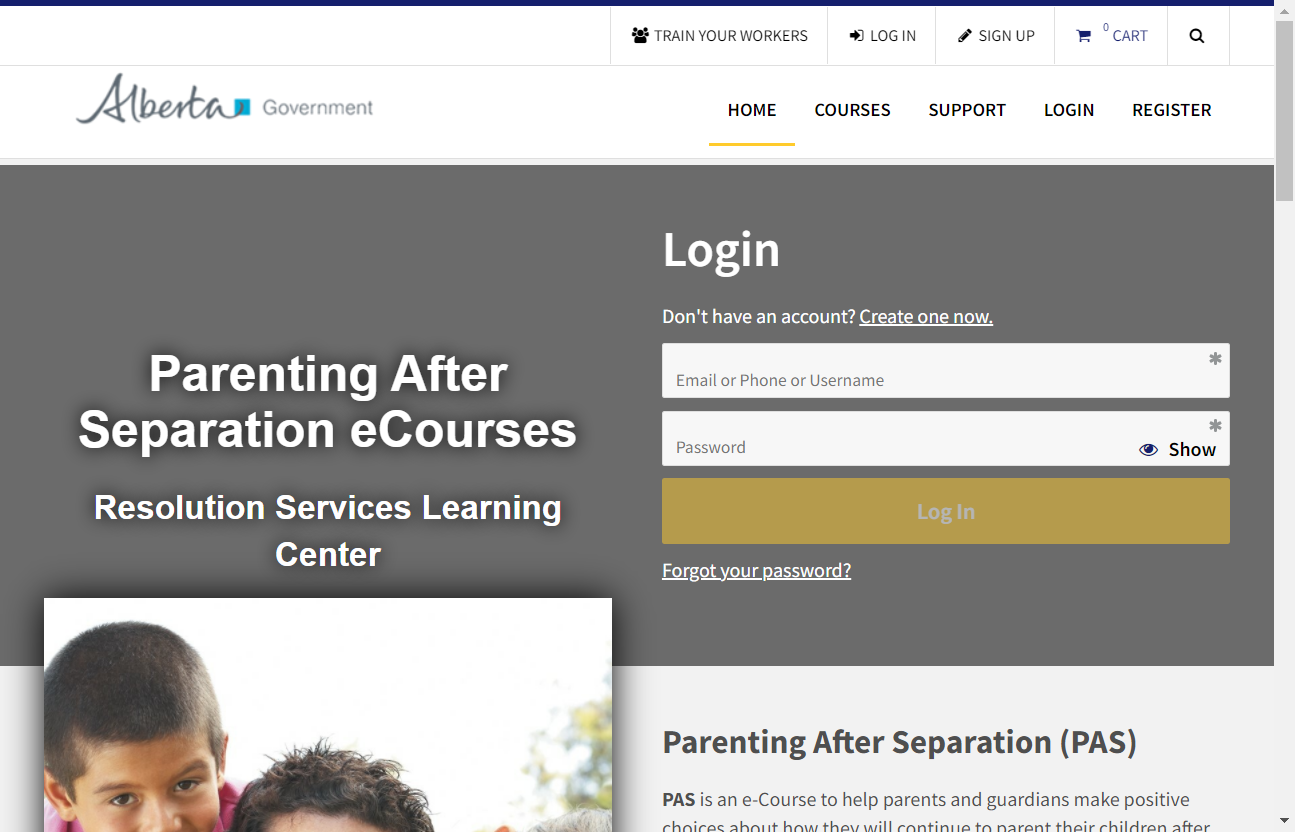 TRAIN YOUR WORKERS
LOG IN
SIGN UP
0 CART
Alberta Government
HOME
COURSES
SUPPORT
LOGIN
REGISTER
Parenting After
Separation eCourses
Resolution Services Learning
Center
Login
Don't have an account? Create one now.
Email or Phone or Username
Password
Show
Log In
Forgot your password?
Parenting After Separation (PAS)
PAS is an e-Course to help parents and guardians make positive
choices about how they will continue to parent their children after